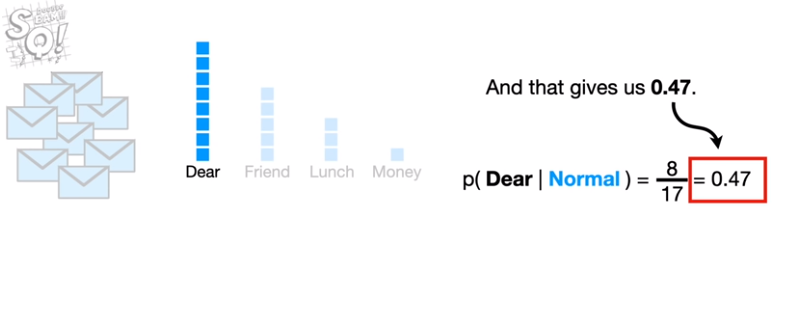 And that gives us 0.47.
Dear Friend Lunch Money
p( Dear | Normal ) = 8/17 = 0.47